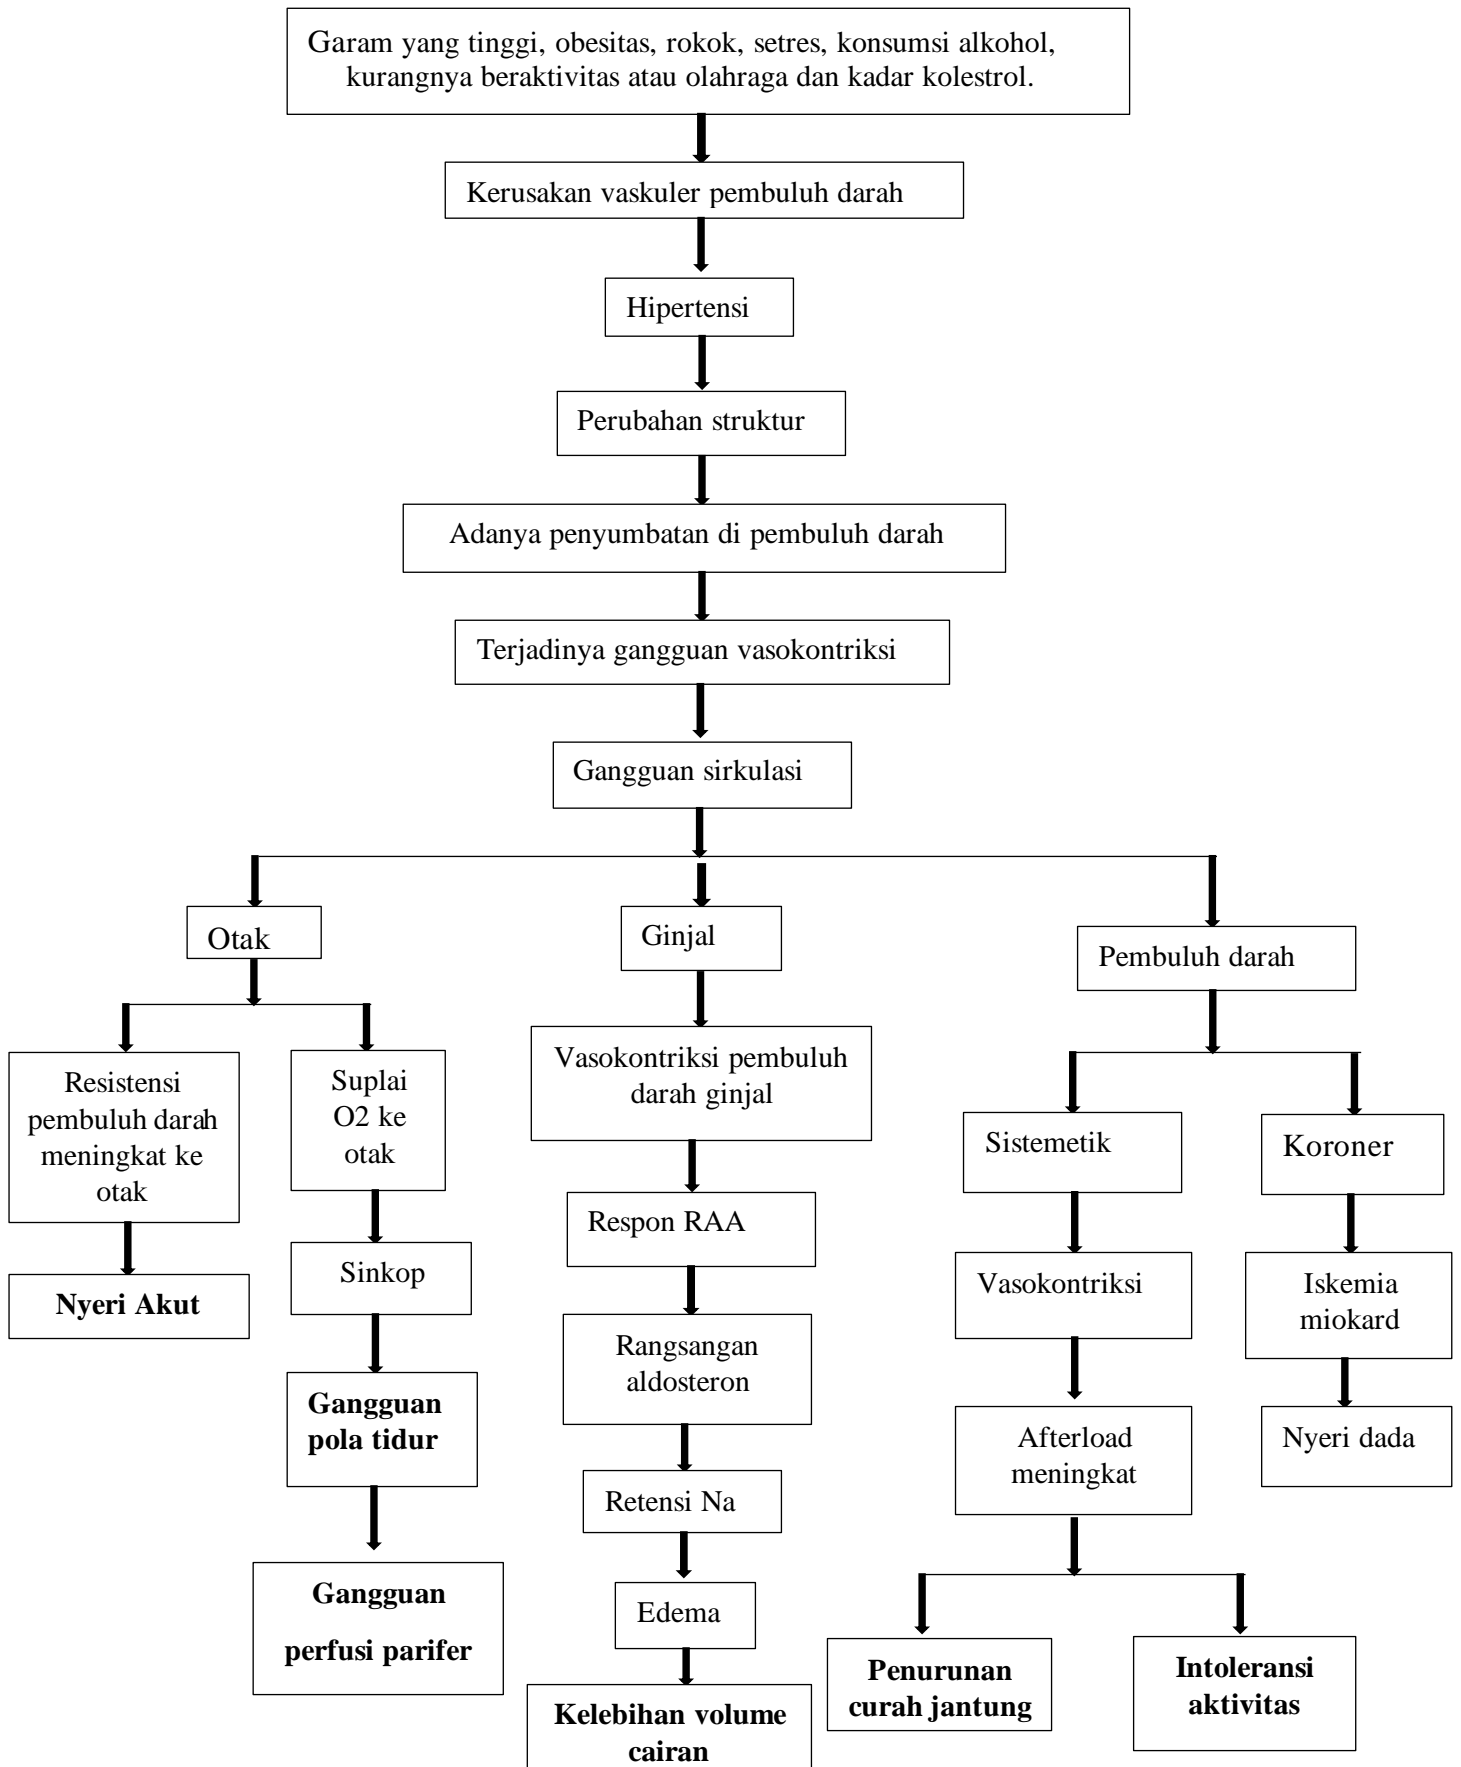 Garam yang tinggi, obesitas, rokok, setres, konsumsi alkohol,
kurangnya beraktivitas atau olahraga dan kadar kolestrol.
Kerusakan vaskuler pembuluh darah
Hipertensi
Perubahan struktur
Adanya penyumbatan di pembuluh darah
Terjadinya gangguan vasokontriksi
Gangguan sirkulasi
Otak
Ginjal
Pembuluh darah
Resistensi
pembuluh darah
meningkat ke
otak
Suplai
O2 ke
otak
Vasokontriksi pembuluh
darah ginjal
Sistemetik
Koroner
Nyeri Akut
Sinkop
Respon RAA
Vasokontriksi
Iskemia
miokard
Gangguan
pola tidur
Rangsangan
aldosteron
Afterload
meningkat
Nyeri dada
Gangguan
perfusi parifer
Retensi Na
Edema
Kelebihan volume
cairan
Penurunan
curah jantung
Intoleransi
aktivitas